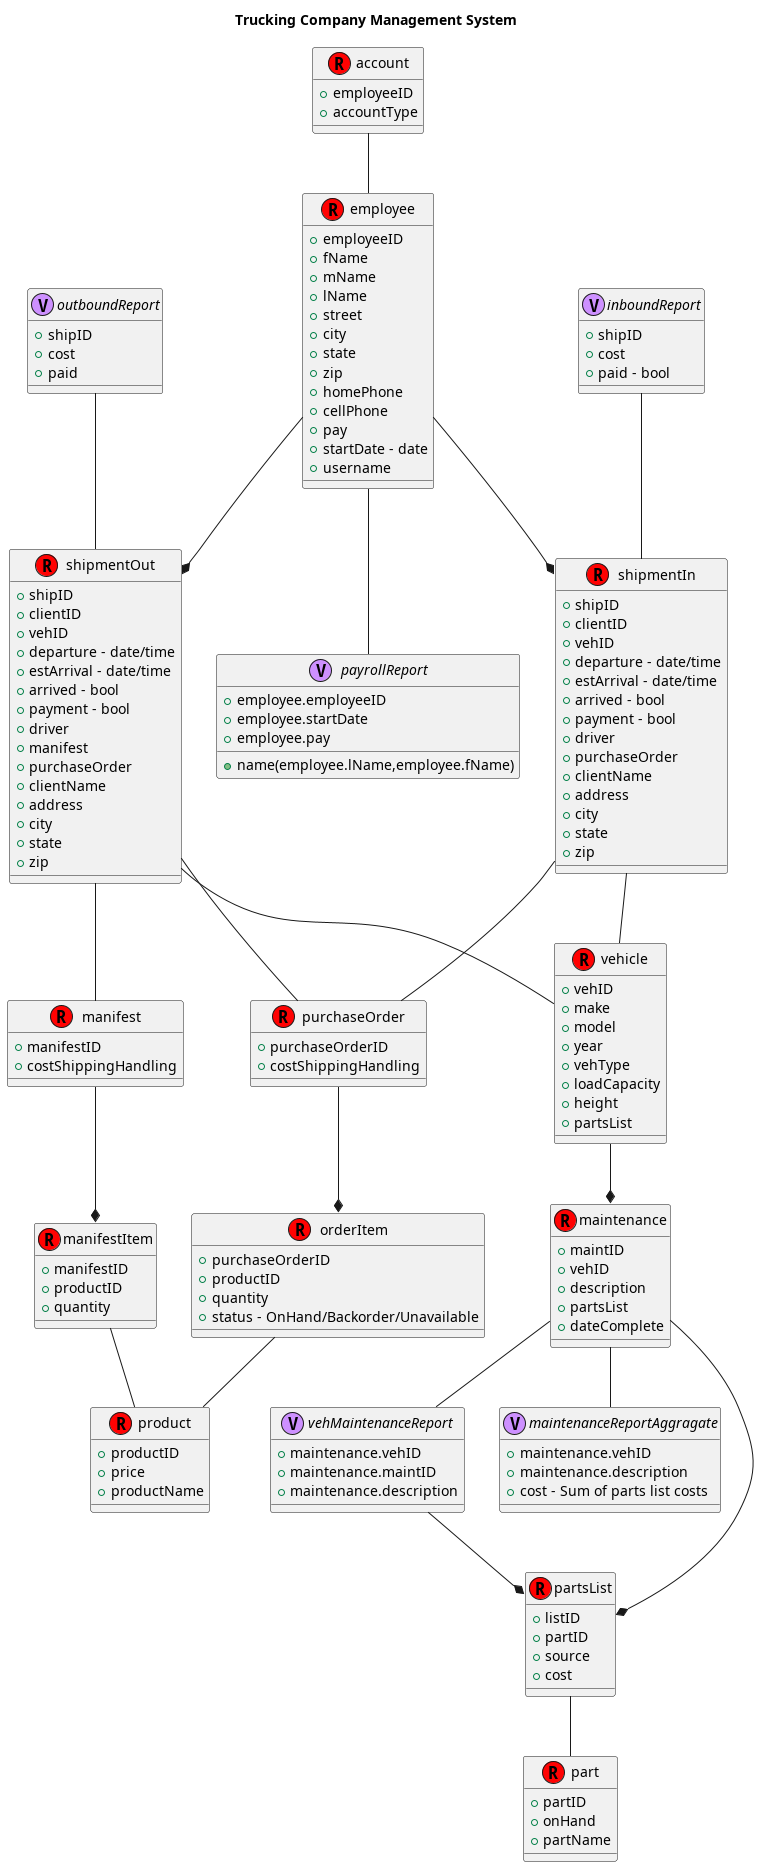 Trucking Company Management System
R account
employeeID
accountType
R employee
employeeID
fName
mName
lName
street
city
state
zip
homePhone
cellPhone
pay
startDate - date
username
V outboundReport
shipID
cost
paid
V inboundReport
shipID
cost
paid - bool
R shipmentOut
shipID
clientID
vehID
departure - date/time
estArrival - date/time
arrived - bool
payment - bool
driver
manifest
purchaseOrder
clientName
address
city
state
zip
V payrollReport
employee.employeeID
employee.startDate
employee.pay
name(employee.lName,employee.fName)
R shipmentIn
shipID
clientID
vehID
departure - date/time
estArrival - date/time
arrived - bool
payment - bool
driver
purchaseOrder
clientName
address
city
state
zip
R manifest
manifestID
costShippingHandling
R purchaseOrder
purchaseOrderID
costShippingHandling
R vehicle
vehID
make
model
year
vehType
loadCapacity
height
partsList
R manifestItem
manifestID
productID
quantity
R orderItem
purchaseOrderID
productID
quantity
status - OnHand/Backorder/Unavailable
R maintenance
maintID
vehID
description
partsList
dateComplete
R product
productID
price
productName
V vehMaintenanceReport
maintenance.vehID
maintenance.maintID
maintenance.description
V maintenanceReportAggragate
maintenance.vehID
maintenance.description
cost - Sum of parts list costs
R partsList
listID
partID
source
cost
R part
partID
onHand
partName